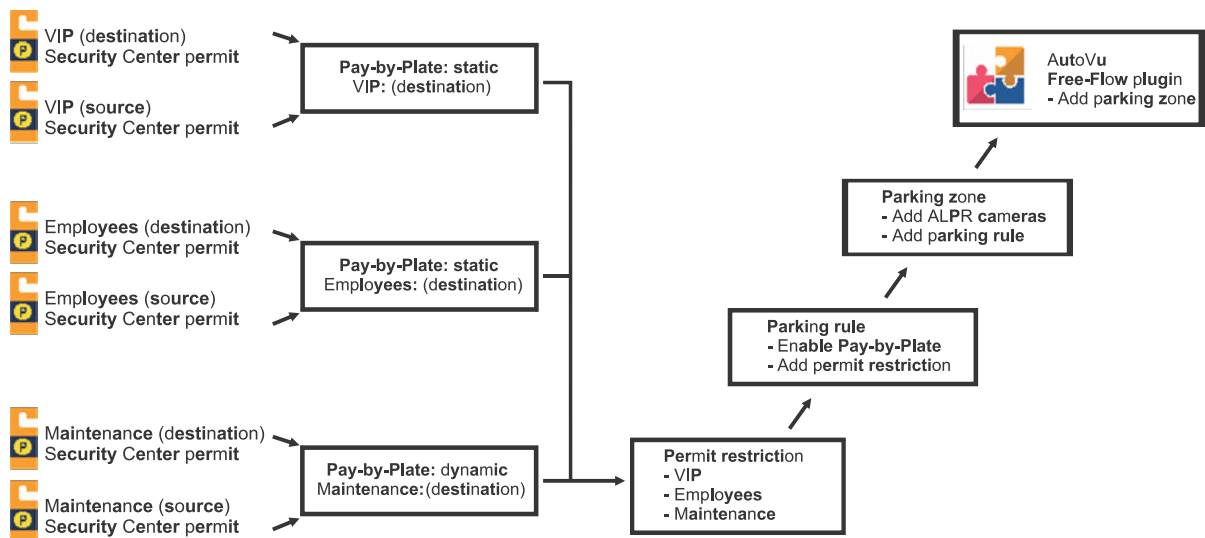 VIP (destination)
Security Center permit
VIP (source)
Security Center permit
Pay-by-Plate: static
VIP: (destination)
Employees (destination)
Security Center permit
Employees (source)
Security Center permit
Pay-by-Plate: static
Employees: (destination)
Maintenance (destination)
Security Center permit
Maintenance (source)
Security Center permit
Pay-by-Plate: dynamic
Maintenance:(destination)
Permit restriction
- VIP
- Employees
- Maintenance
Parking rule
- Enable Pay-by-Plate
- Add permit restriction
Parking zone
- Add ALPR cameras
- Add parking rule
AutoVu
Free-Flow plugin
- Add parking zone
P
P
P
P
P
P